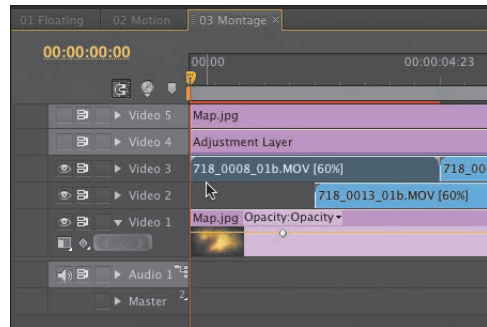 01 Floating 02 Motion 03 Montage ×
00:00:00:00
00:00 00:00:04:23
Video 5 Map.jpg
Video 4 Adjustment Layer
Video 3 718_0008_01b.MOV [60%] 718_00
Video 2 718_0013_01b.MOV [60%]
Video 1 Map.jpg Opacity:Opacity
Audio 1
Master 2